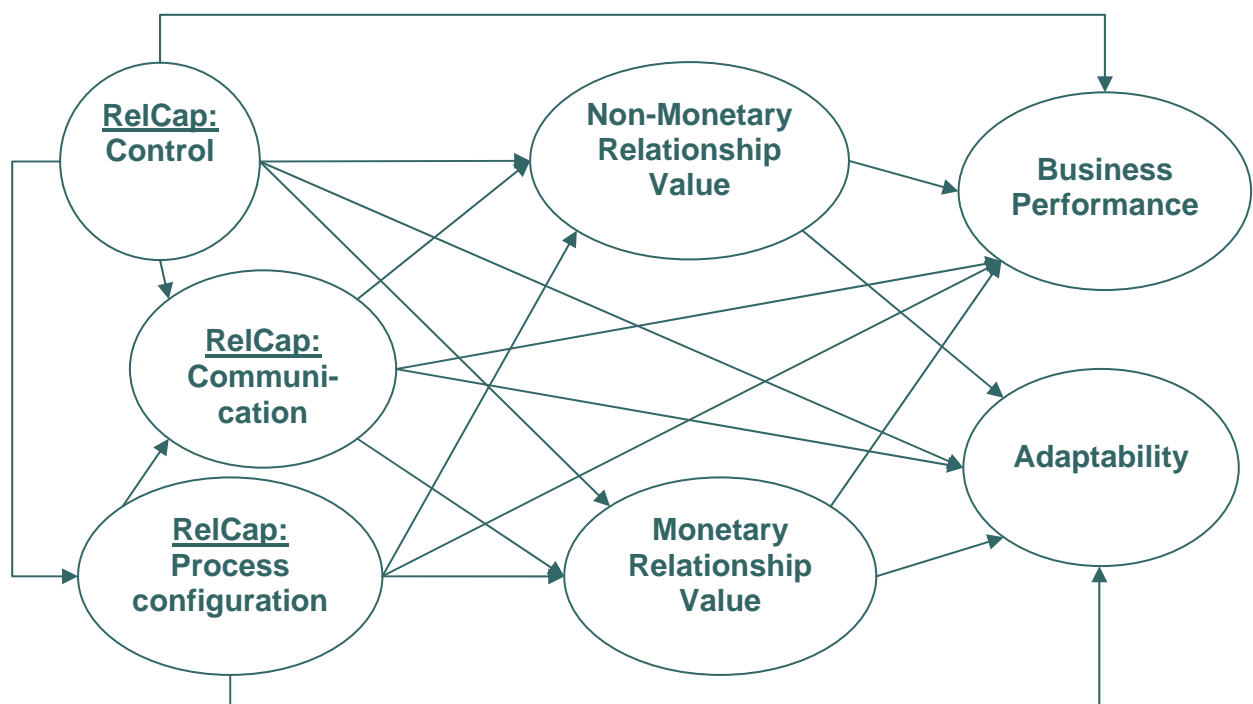 RelCap:
Control
Non-Monetary
Relationship
Value
Business
Performance
RelCap:
Communi-
cation
Adaptability
RelCap:
Process
configuration
Monetary
Relationship
Value